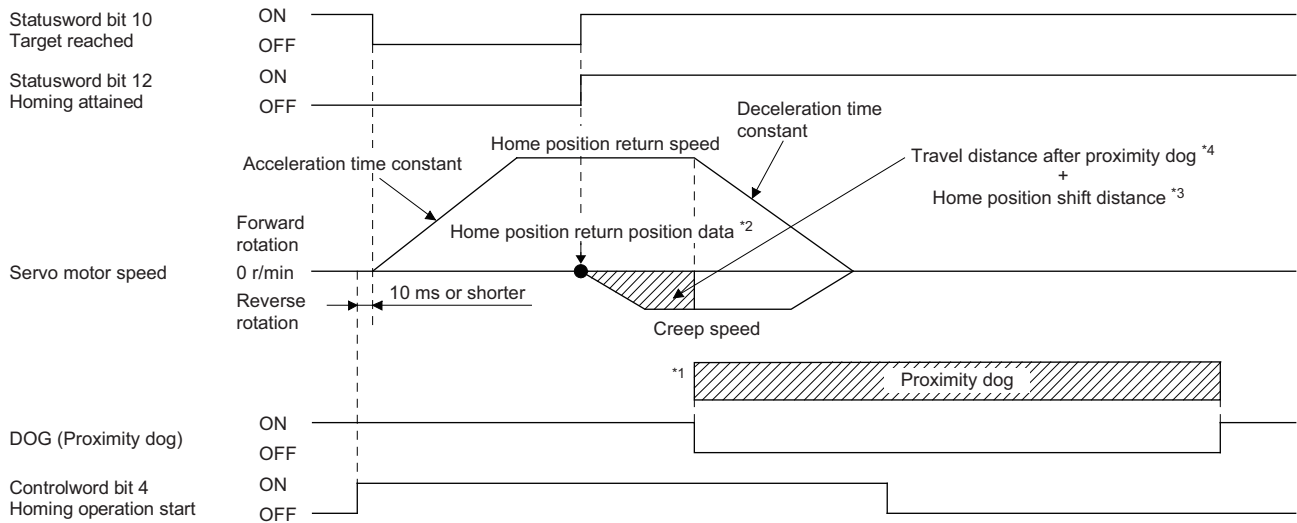 Statusword bit 10
Target reached
ON
OFF
Statusword bit 12
Homing attained
ON
OFF
Deceleration time
constant
Home position return speed
Acceleration time constant
Travel distance after proximity dog *4
+
Home position shift distance *3
Forward
rotation
Home position return position data *2
Servo motor speed
0 r/min
Reverse
rotation
10 ms or shorter
Creep speed
*1
Proximity dog
DOG (Proximity dog)
ON
OFF
Controlword bit 4
Homing operation start
ON
OFF